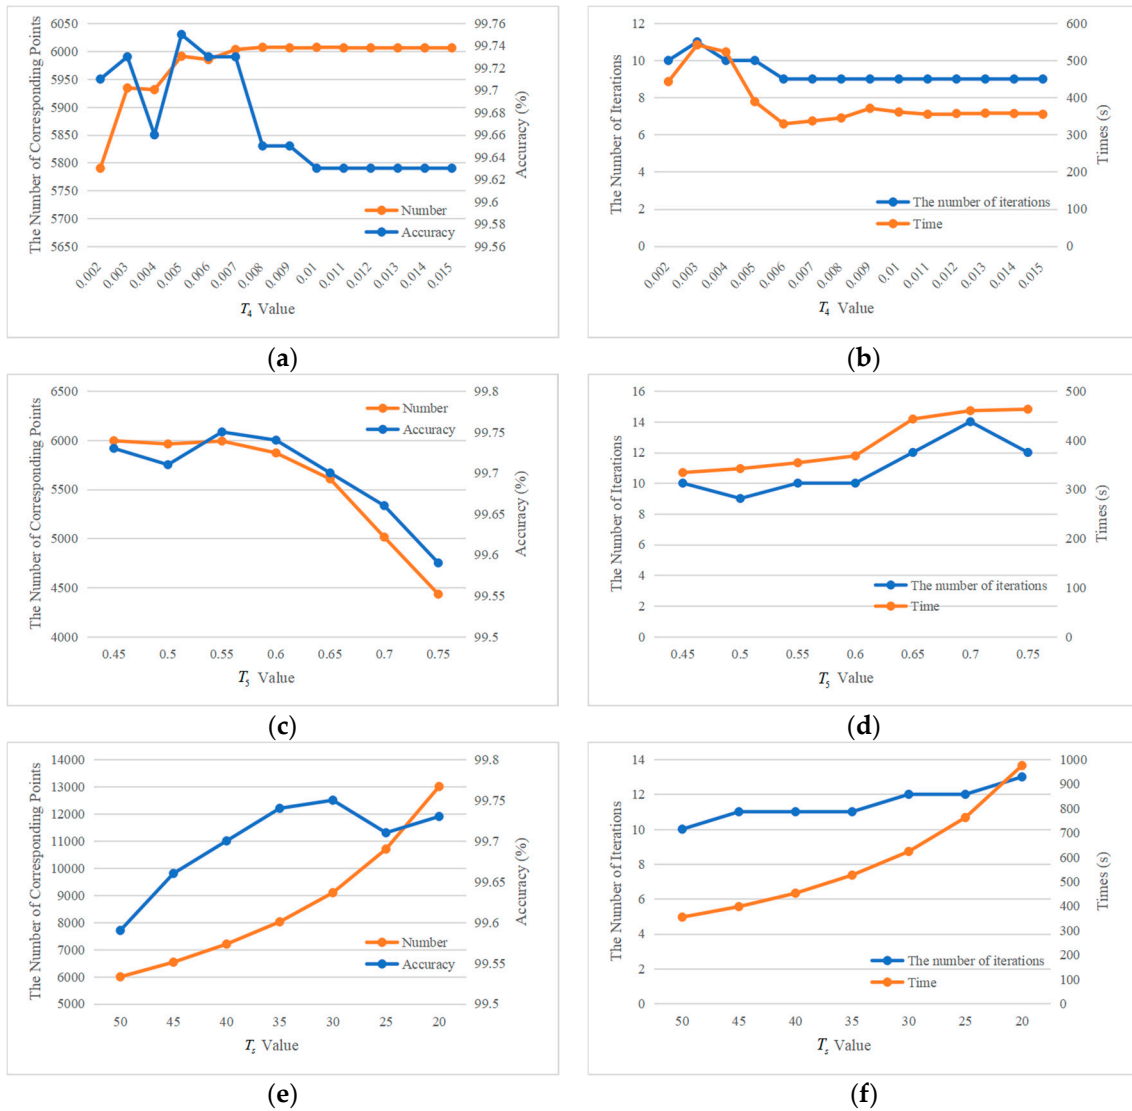 The Number of Corresponding Points
6050
6000
5950
5900
5850
5800
5750
5700
5650
99.76
99.74
99.72
99.7
99.68
99.66
99.64
99.62
99.6
99.58
99.56
Accuracy (%)
Number
Accuracy
0.002 0.003 0.004 0.005 0.006 0.007 0.008 0.009 0.01 0.011 0.012 0.013 0.014 0.015
T4 Value
(a)
The Number of Iterations
12
10
8
6
4
2
0
600
500
400
300
200
100
0
Times (s)
The number of iterations
Time
0.002 0.003 0.004 0.005 0.006 0.007 0.008 0.009 0.01 0.011 0.012 0.013 0.014 0.015
T4 Value
(b)
The Number of Corresponding Points
6500
6000
5500
5000
4500
4000
99.8
99.75
99.7
99.65
99.6
99.55
99.5
Accuracy (%)
Number
Accuracy
0.45 0.5 0.55 0.6 0.65 0.7 0.75
T5 Value
(c)
The Number of Iterations
16
14
12
10
8
6
4
2
0
500
400
300
200
100
0
Times (s)
The number of iterations
Time
0.45 0.5 0.55 0.6 0.65 0.7 0.75
T5 Value
(d)
The Number of Corresponding Points
14000
13000
12000
11000
10000
9000
8000
7000
6000
5000
99.8
99.75
99.7
99.65
99.6
99.55
99.5
Accuracy (%)
Number
Accuracy
50 45 40 35 30 25 20
Ts Value
(e)
The Number of Iterations
14
12
10
8
6
4
2
0
1000
900
800
700
600
500
400
300
200
100
0
Times (s)
The number of iterations
Time
50 45 40 35 30 25 20
Ts Value
(f)